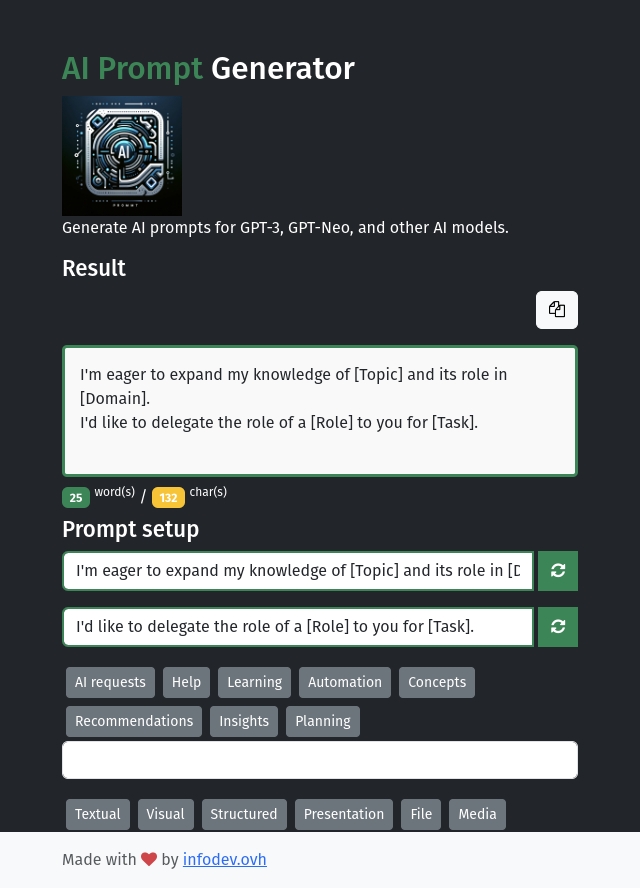 AI Prompt Generator
AI
PROMPT
Generate AI prompts for GPT-3, GPT-Neo, and other AI models.
Result
I'm eager to expand my knowledge of [Topic] and its role in
[Domain].
I'd like to delegate the role of a [Role] to you for [Task].
25 word(s) / 132 char(s)
Prompt setup
I'm eager to expand my knowledge of [Topic] and its role in [D
I'd like to delegate the role of a [Role] to you for [Task].
AI requests Help Learning Automation Concepts
Recommendations Insights Planning
Textual Visual Structured Presentation File Media
Made with ❤ by infodev.ovh